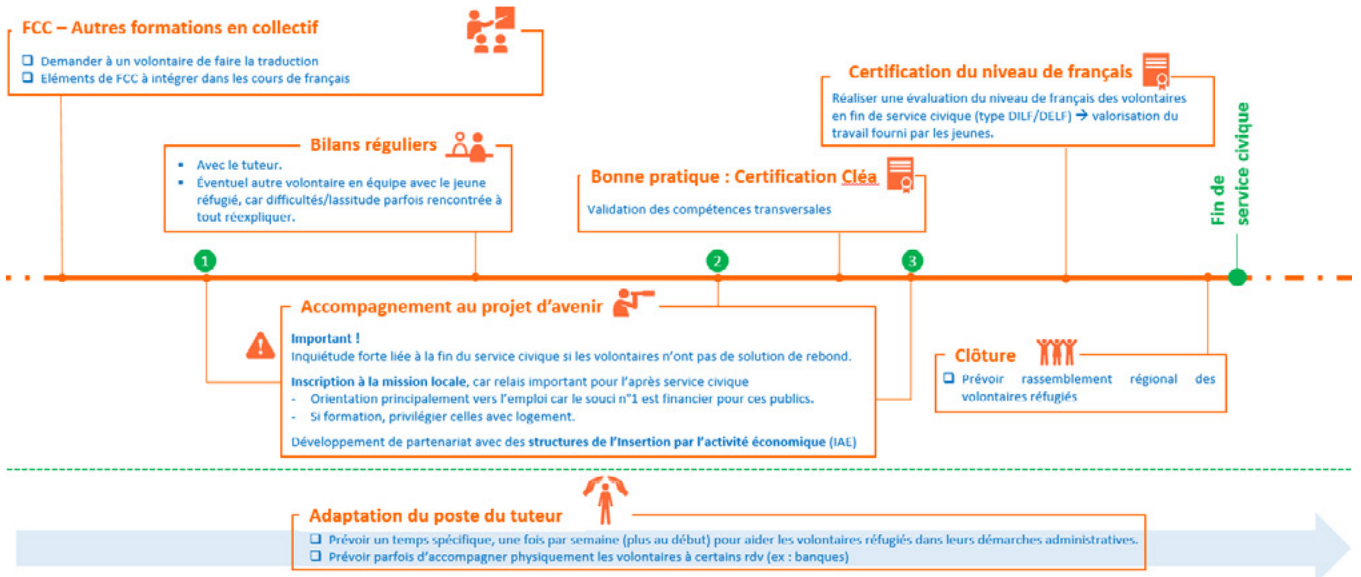 FCC – Autres formations en collectif
❑ Demander à un volontaire de faire la traduction
❑ Eléments de FCC à intégrer dans les cours de français
Certification du niveau de français
Réaliser une évaluation du niveau de français des volontaires
en fin de service civique (type DILF/DELF) → valorisation du
travail fourni par les jeunes.
Fin de
service civique
Bilans réguliers
▪ Avec le tuteur.
▪ Éventuel autre volontaire en équipe avec le jeune
réfugié, car difficultés/lassitude parfois rencontrée à
tout réexpliquer.
Bonne pratique : Certification Cléa
Validation des compétences transversales
1
2
3
Accompagnement au projet d'avenir
Important !
Inquiétude forte liée à la fin du service civique si les volontaires n'ont pas de solution de rebond.
Inscription à la mission locale, car relais important pour l'après service civique
- Orientation principalement vers l'emploi car le souci n°1 est financier pour ces publics.
- Si formation, privilégier celles avec logement.
Développement de partenariat avec des structures de l'Insertion par l'activité économique (IAE)
Clôture
❑ Prévoir rassemblement régional des
volontaires réfugiés
Adaptation du poste du tuteur
❑ Prévoir un temps spécifique, une fois par semaine (plus au début) pour aider les volontaires réfugiés dans leurs démarches administratives.
❑ Prévoir parfois d'accompagner physiquement les volontaires à certains rdv (ex : banques)